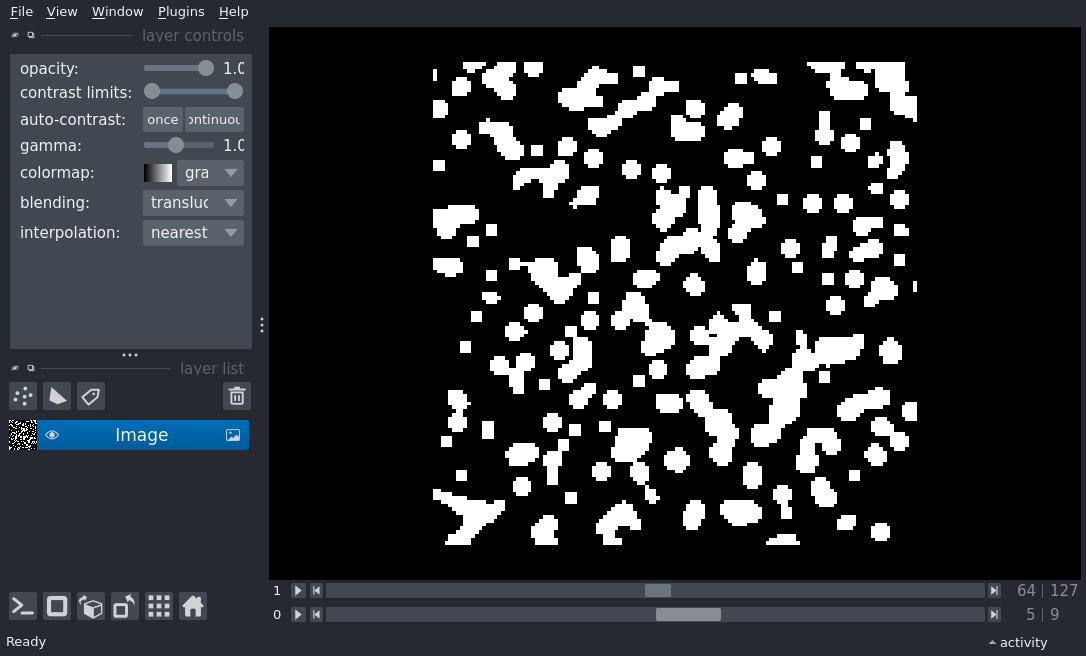 File View Window Plugins Help
layer controls
opacity: 1.0
contrast limits:
auto-contrast: once ontinuou
gamma: 1.0
colormap: gra
blending: transluc
interpolation: nearest
layer list
Image
1 64 127
0 5 9
Ready activity